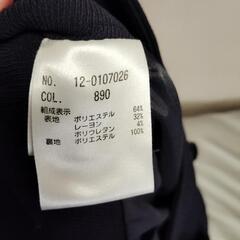 NO. 12-0107026
COL. 890
組成表示
表地 ポリエステル 64%
レーヨン 32%
ポリウレタン 4%
裏地 ポリエステル 100%